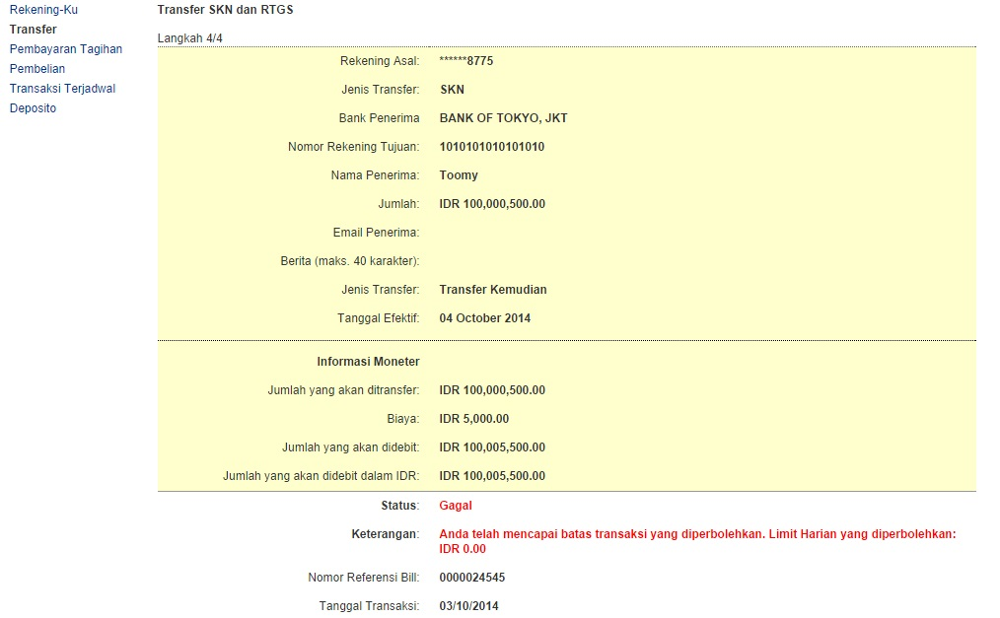 Rekening-Ku
Transfer
Pembayaran Tagihan
Pembelian
Transaksi Terjadwal
Deposito
Transfer SKN dan RTGS
Langkah 4/4
Rekening Asal: ******8775
Jenis Transfer: SKN
Bank Penerima BANK OF TOKYO, JKT
Nomor Rekening Tujuan: 1010101010101010
Nama Penerima: Toomy
Jumlah: IDR 100,000,500.00
Email Penerima:
Berita (maks. 40 karakter):
Jenis Transfer: Transfer Kemudian
Tanggal Efektif: 04 October 2014
Informasi Moneter
Jumlah yang akan ditransfer: IDR 100,000,500.00
Biaya: IDR 5,000.00
Jumlah yang akan didebit: IDR 100,005,500.00
Jumlah yang akan didebit dalam IDR: IDR 100,005,500.00
Status: Gagal
Keterangan: Anda telah mencapai batas transaksi yang diperbolehkan. Limit Harian yang diperbolehkan:
IDR 0.00
Nomor Referensi Bill: 0000024545
Tanggal Transaksi: 03/10/2014